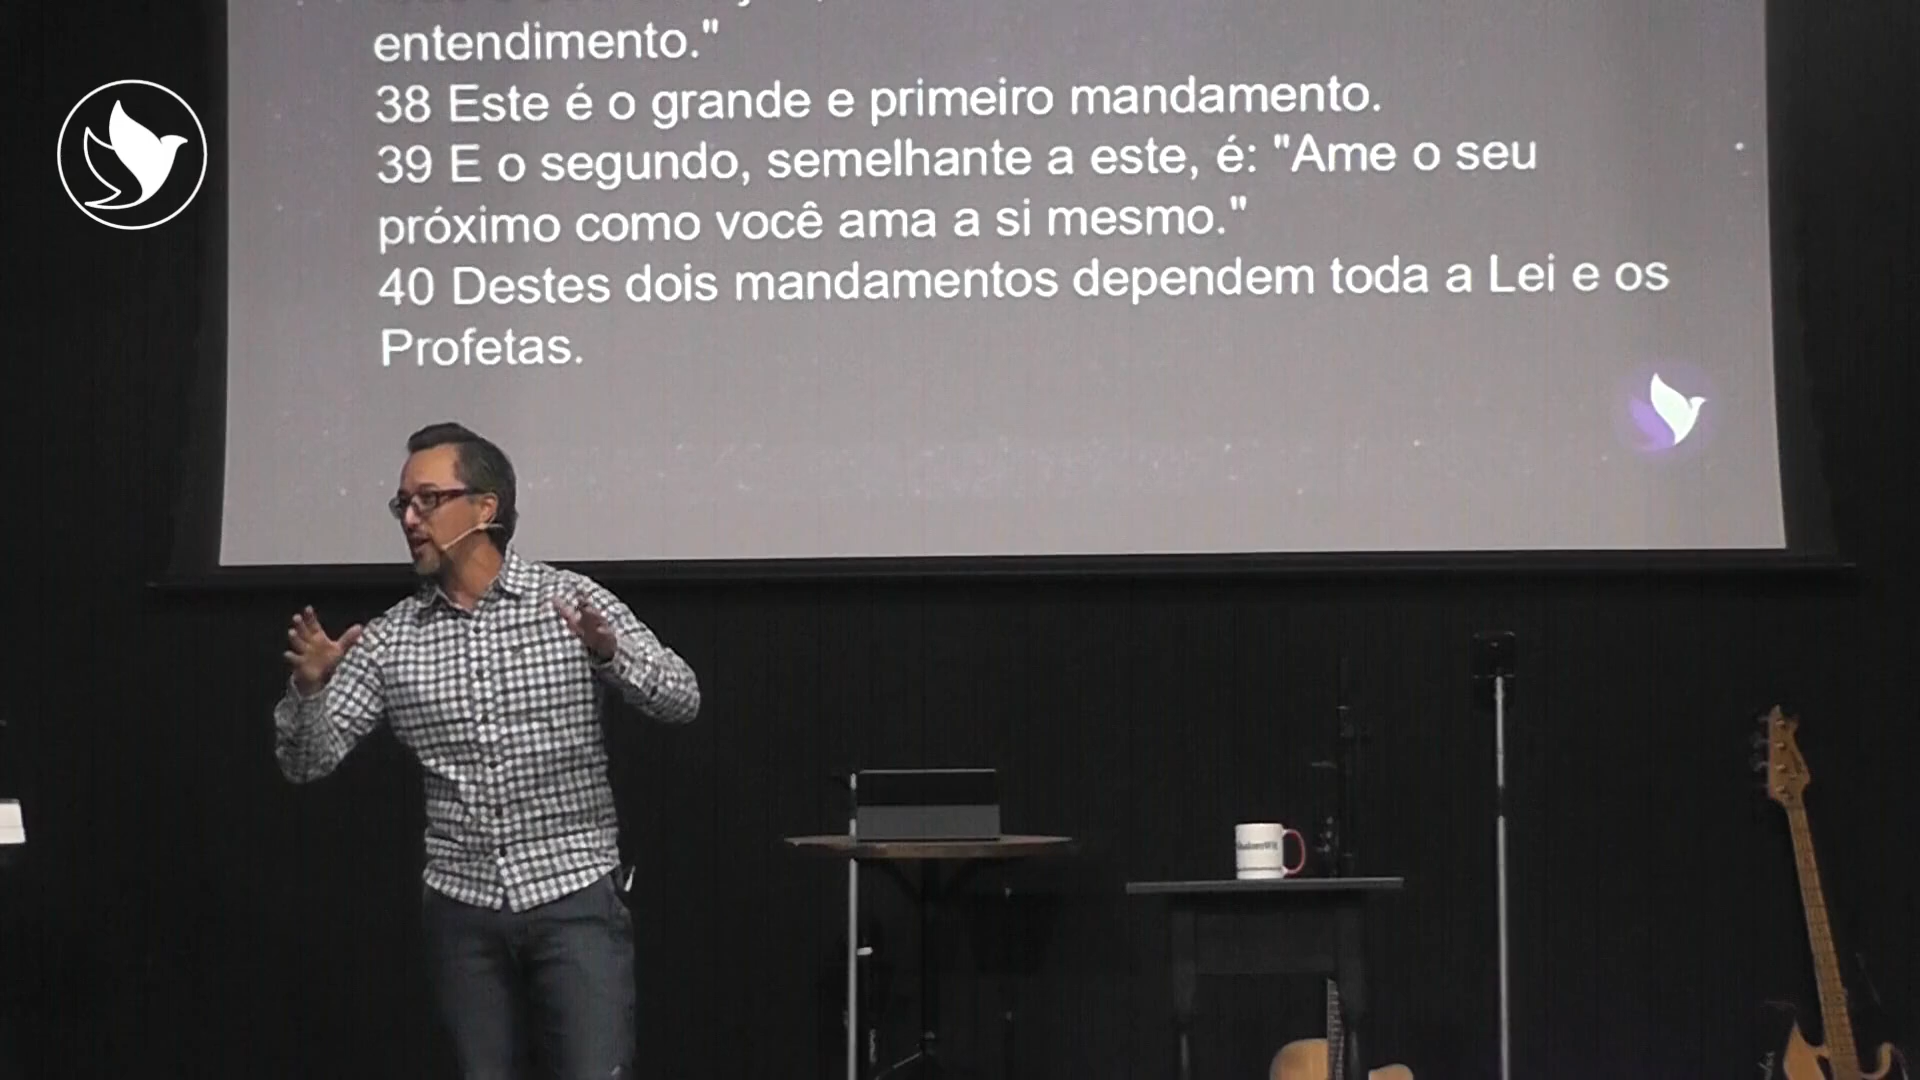 entendimento."
38 Este é o grande e primeiro mandamento.
39 E o segundo, semelhante a este, é: "Ame o seu
próximo como você ama a si mesmo."
40 Destes dois mandamentos dependem toda a Lei e os
Profetas.